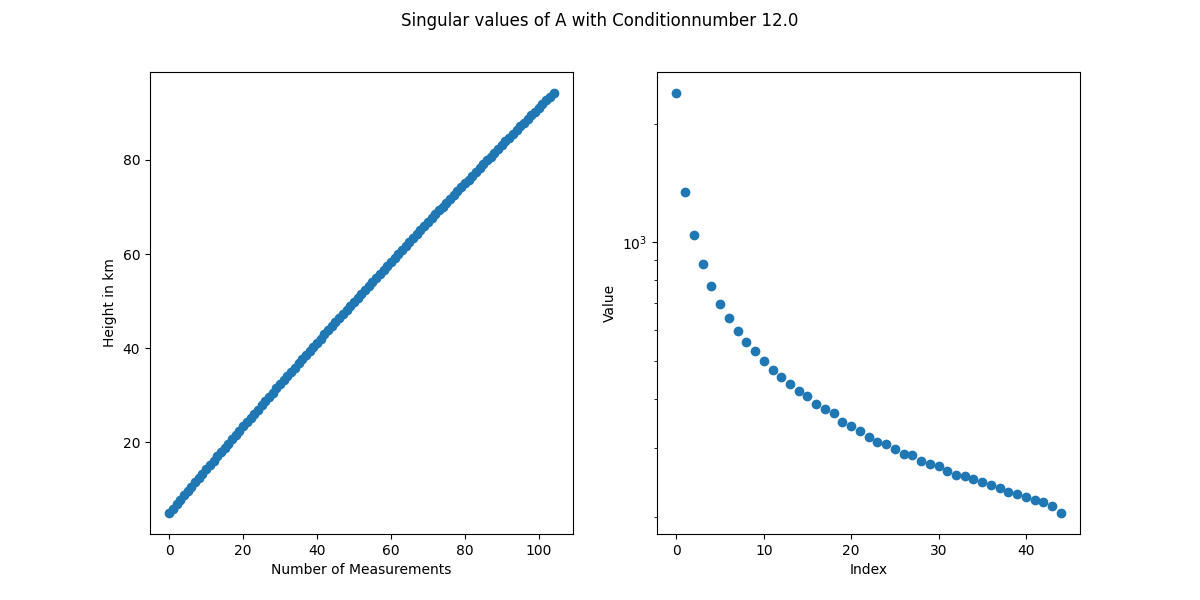 Singular values of A with Conditionnumber 12.0
80
60
40
20
0 20 40 60 80 100
Height in km
Number of Measurements
10³
0 10 20 30 40
Value
Index